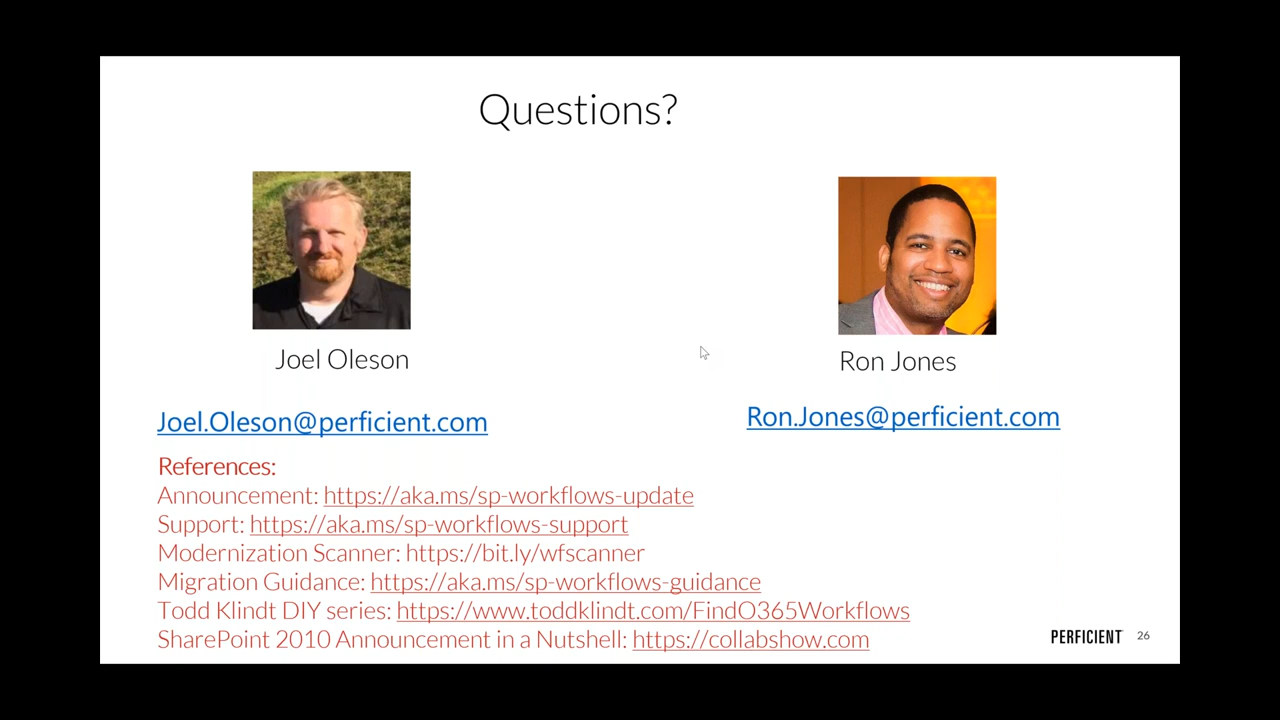 Questions?
Joel Oleson
Ron Jones
Joel.Oleson@perficient.com
Ron.Jones@perficient.com
References:
Announcement: https://aka.ms/sp-workflows-update
Support: https://aka.ms/sp-workflows-support
Modernization Scanner: https://bit.ly/wfscanner
Migration Guidance: https://aka.ms/sp-workflows-guidance
Todd Klindt DIY series: https://www.toddklindt.com/FindO365Workflows
SharePoint 2010 Announcement in a Nutshell: https://collabshow.com
PERFICIENT 26